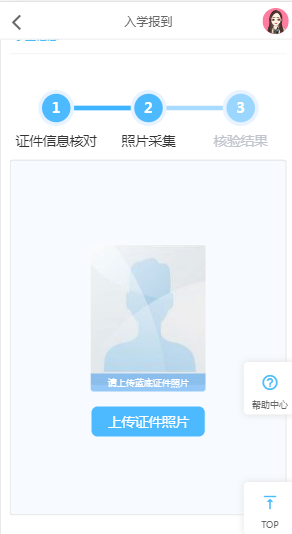 入学报到
1
2
3
证件信息核对
照片采集
核验结果
请上传蓝底证件照片
上传证件照片
帮助中心
TOP